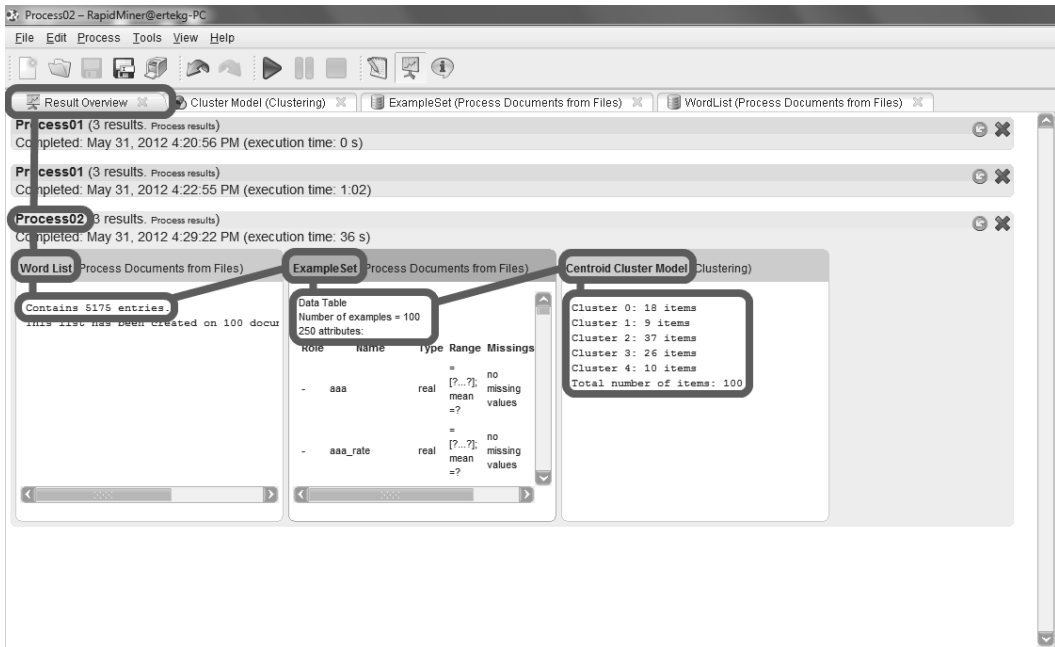 Process02 – RapidMiner@ertekg-PC
File Edit Process Tools View Help
Result Overview Cluster Model (Clustering) ExampleSet (Process Documents from Files) WordList (Process Documents from Files)
Process01 (3 results. Process results)
Completed: May 31, 2012 4:20:56 PM (execution time: 0 s)
Process01 (3 results. Process results)
Completed: May 31, 2012 4:22:55 PM (execution time: 1:02)
Process02 (3 results. Process results)
Completed: May 31, 2012 4:29:22 PM (execution time: 36 s)
Word List (Process Documents from Files)
Contains 5175 entries.
This list has been created on 100 docur
ExampleSet (Process Documents from Files)
Data Table
Number of examples = 100
250 attributes:
Role Name Type Range Missings
- aaa real = [?...?]; mean =? no missing values
- aaa_rate real = [?...?]; mean =? no missing values
Centroid Cluster Model (Clustering)
Cluster 0: 18 items
Cluster 1: 9 items
Cluster 2: 37 items
Cluster 3: 26 items
Cluster 4: 10 items
Total number of items: 100